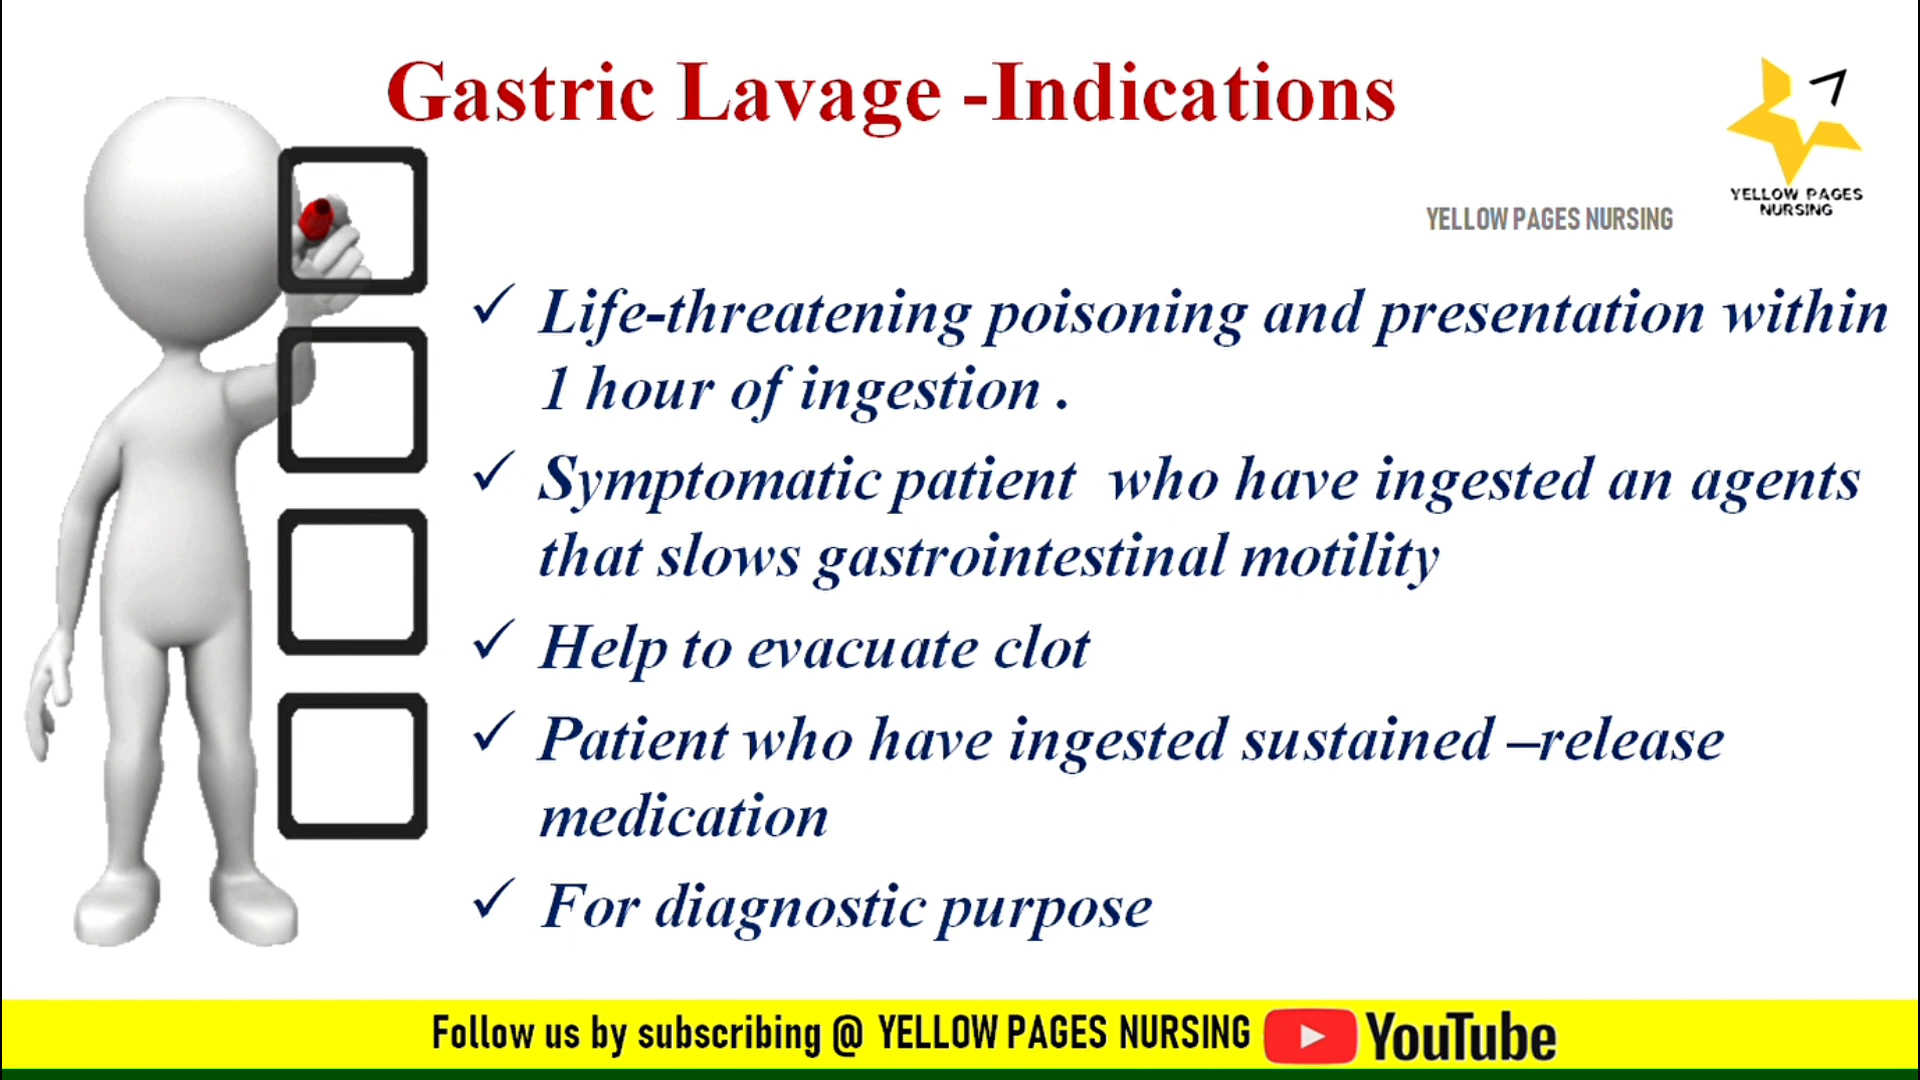 Gastric Lavage -Indications
YELLOW PAGES
NURSING
YELLOW PAGES NURSING
✓ Life-threatening poisoning and presentation within
1 hour of ingestion .
✓ Symptomatic patient  who have ingested an agents
that slows gastrointestinal motility
✓ Help to evacuate clot
✓ Patient who have ingested sustained –release
medication
✓ For diagnostic purpose
Follow us by subscribing @ YELLOW PAGES NURSING YouTube